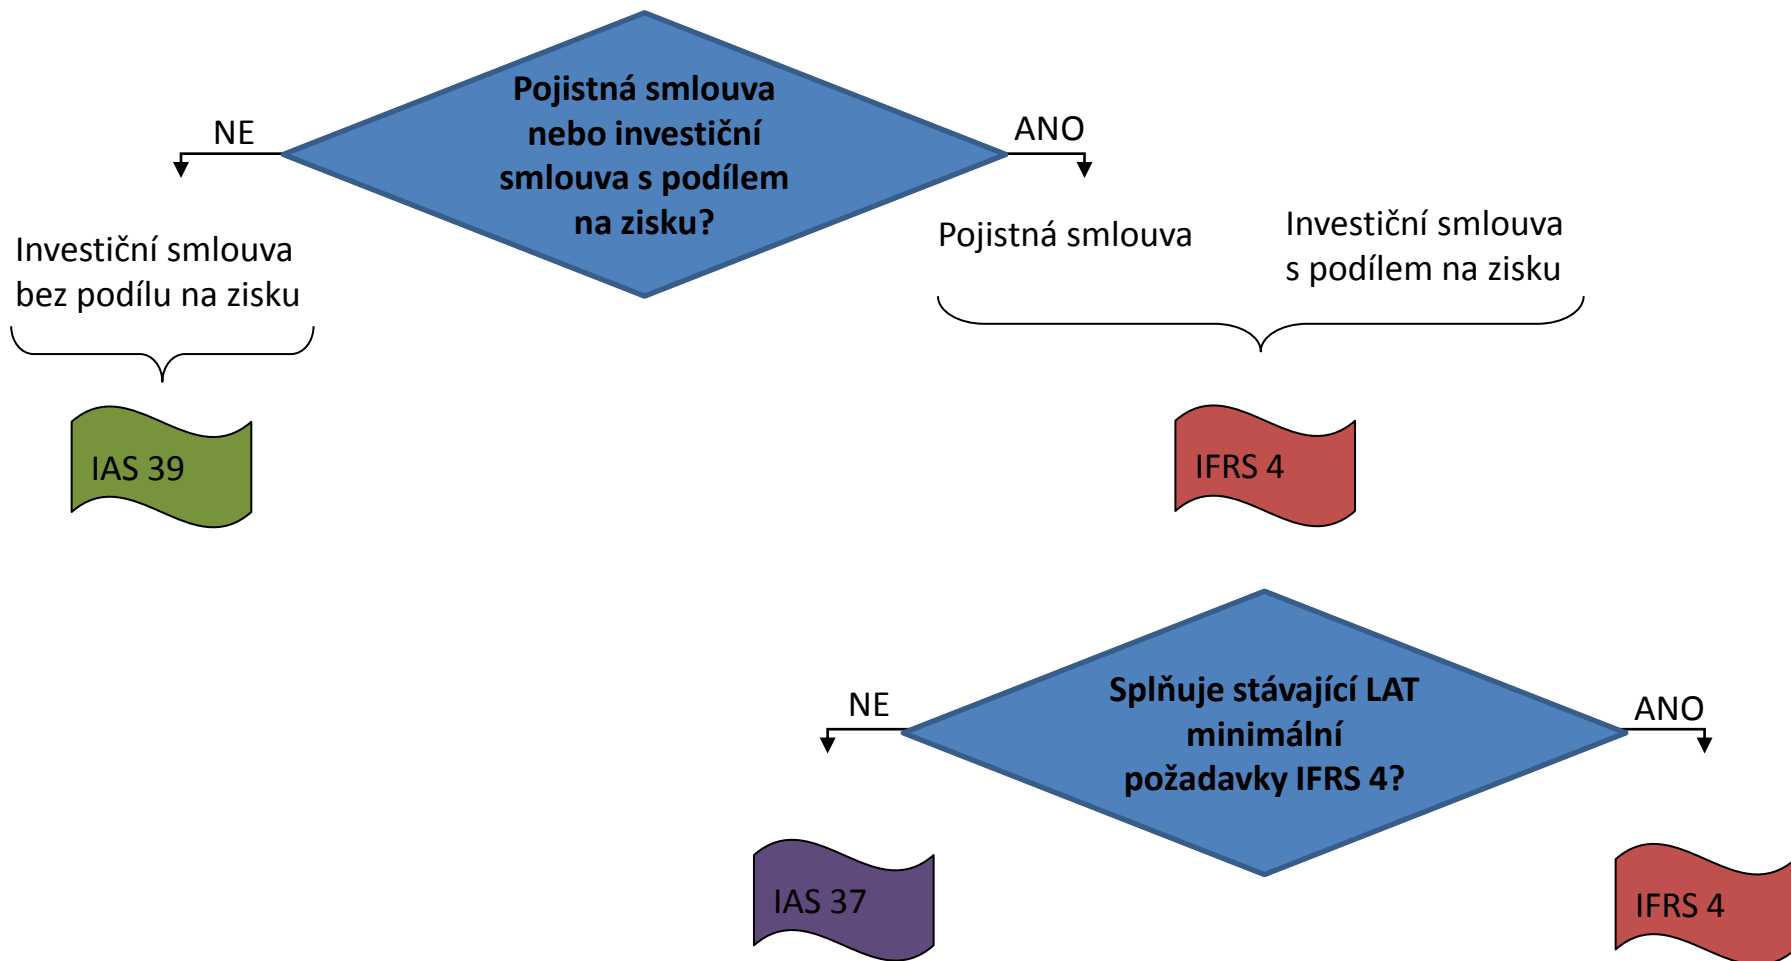 Pojistná smlouva
nebo investiční
smlouva s podílem
na zisku?
NE
ANO
Investiční smlouva
bez podílu na zisku
Pojistná smlouva
Investiční smlouva
s podílem na zisku
IAS 39
IFRS 4
Splňuje stávající LAT
minimální
požadavky IFRS 4?
NE
ANO
IAS 37
IFRS 4